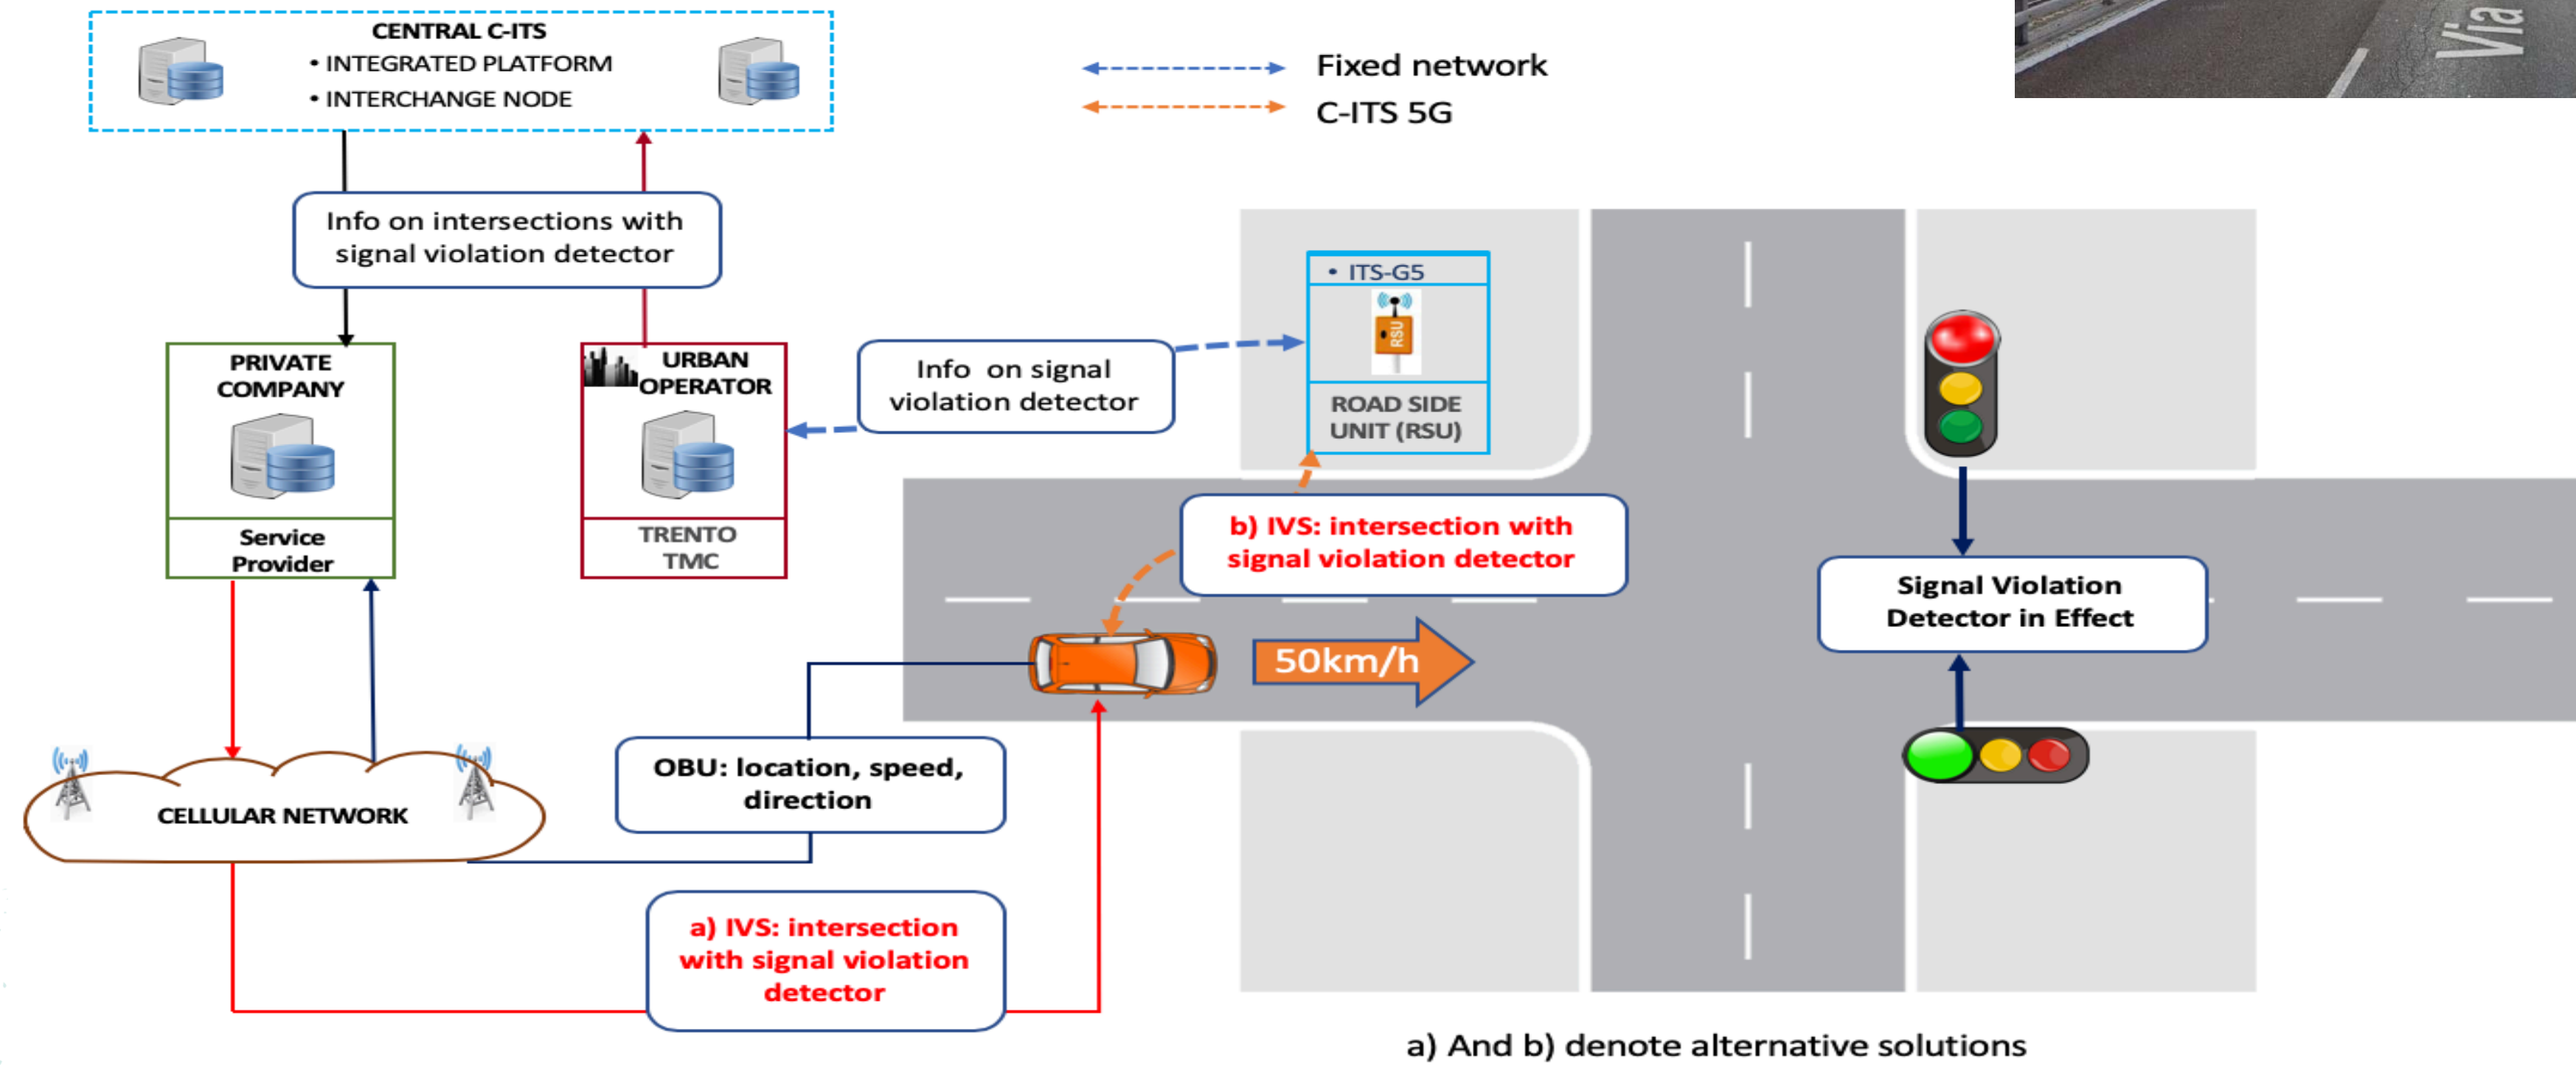 CENTRAL C-ITS
• INTEGRATED PLATFORM
• INTERCHANGE NODE
Fixed network
C-ITS 5G
Via
Info on intersections with
signal violation detector
PRIVATE
COMPANY
Service
Provider
URBAN
OPERATOR
TRENTO
TMC
Info on signal
violation detector
• ITS-G5
RSU
ROAD SIDE
UNIT (RSU)
b) IVS: intersection with
signal violation detector
50km/h
Signal Violation
Detector in Effect
CELLULAR NETWORK
OBU: location, speed,
direction
a) IVS: intersection
with signal violation
detector
a) And b) denote alternative solutions